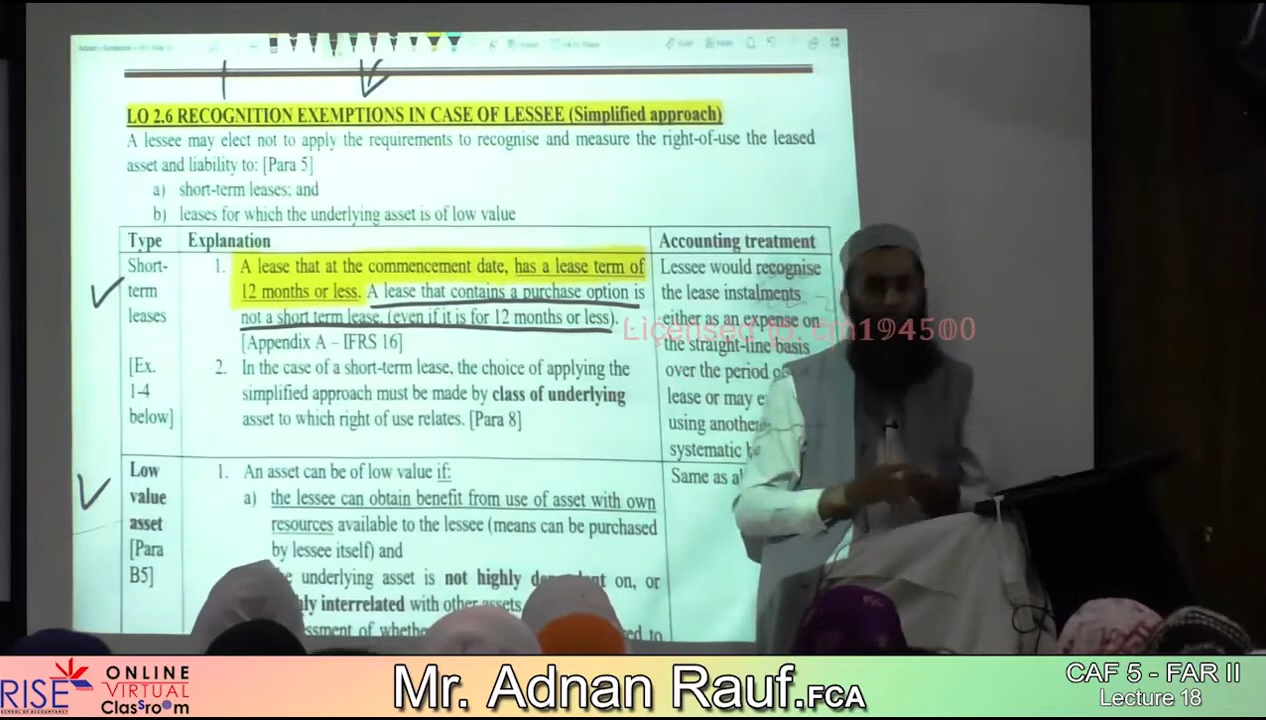 LO 2.6 RECOGNITION EXEMPTIONS IN CASE OF LESSEE (Simplified approach)
A lessee may elect not to apply the requirements to recognise and measure the right-of-use the leased
asset and liability to: [Para 5]
a) short-term leases; and
b) leases for which the underlying asset is of low value
Type Explanation Accounting treatment
Short-
term
leases
[Ex.
1-4
below]
1. A lease that at the commencement date, has a lease term of
12 months or less. A lease that contains a purchase option is
not a short term lease. (even if it is for 12 months or less).
[Appendix A – IFRS 16]
2. In the case of a short-term lease, the choice of applying the
simplified approach must be made by class of underlying
asset to which right of use relates. [Para 8]
Lessee would recognise
the lease instalments
either as an expense on
the straight-line basis
over the period
lease or may
using
systematic
Low
value
asset
[Para
B5]
1. An asset can be of low value if:
a) the lessee can obtain benefit from use of asset with own
resources available to the lessee (means can be purchased
by lessee itself) and
underlying asset is not highly on, or
interrelated with other assets
of
Same as
Licensed to: cm194500
RISE
SCHOOL OF ACCOUNTANCY
ONLINE
VIRTUAL
Classroom
Mr. Adnan Rauf.FCA
CAF 5 - FAR II
Lecture 18